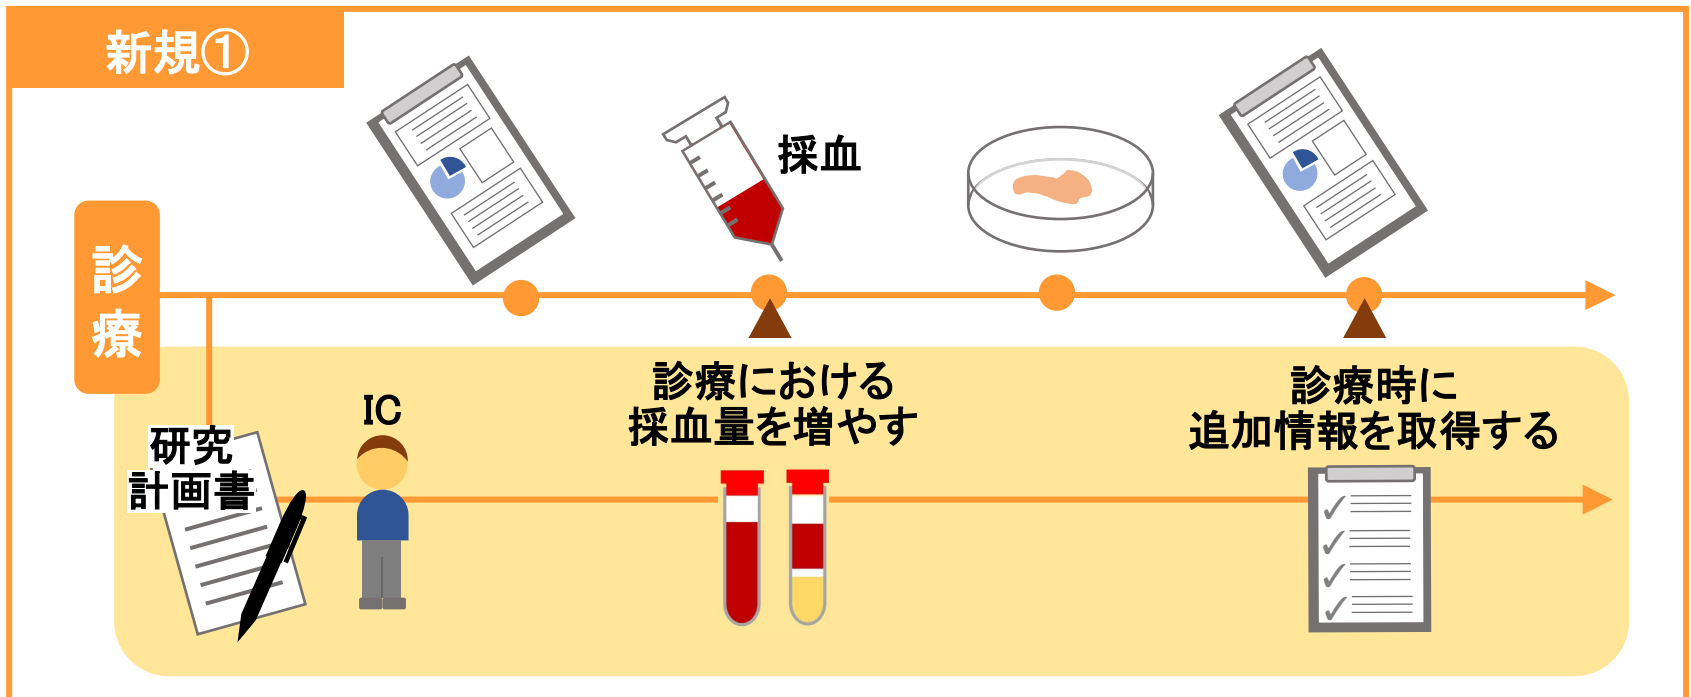 新規①
採血
診療
IC
研究
計画書
診療における
採血量を増やす
診療時に
追加情報を取得する